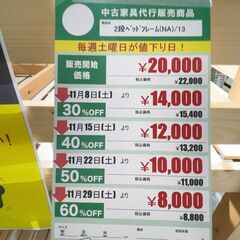 中古家具代行販売商品
2段ベッドフレーム(NA)/13
毎週土曜日が値下り日！
販売開始価格 ¥20,000
税込価格 ¥22,000
11月8日(土) より
30%OFF ¥14,000
税込価格 ¥15,400
11月15日(土) より
40%OFF ¥12,000
税込価格 ¥13,200
11月22日(土) より
50%OFF ¥10,000
税込価格 ¥11,000
11月29日(土) より
60%OFF ¥8,000
税込価格 ¥8,800
サイズ
W D H